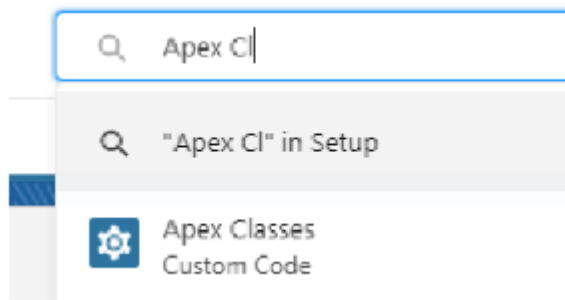 Apex Cl
"Apex Cl" in Setup
Apex Classes
Custom Code